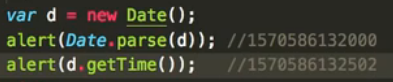 var d = new Date();
alert(Date.parse(d)); //1570586132000
alert(d.getTime());   //1570586132502